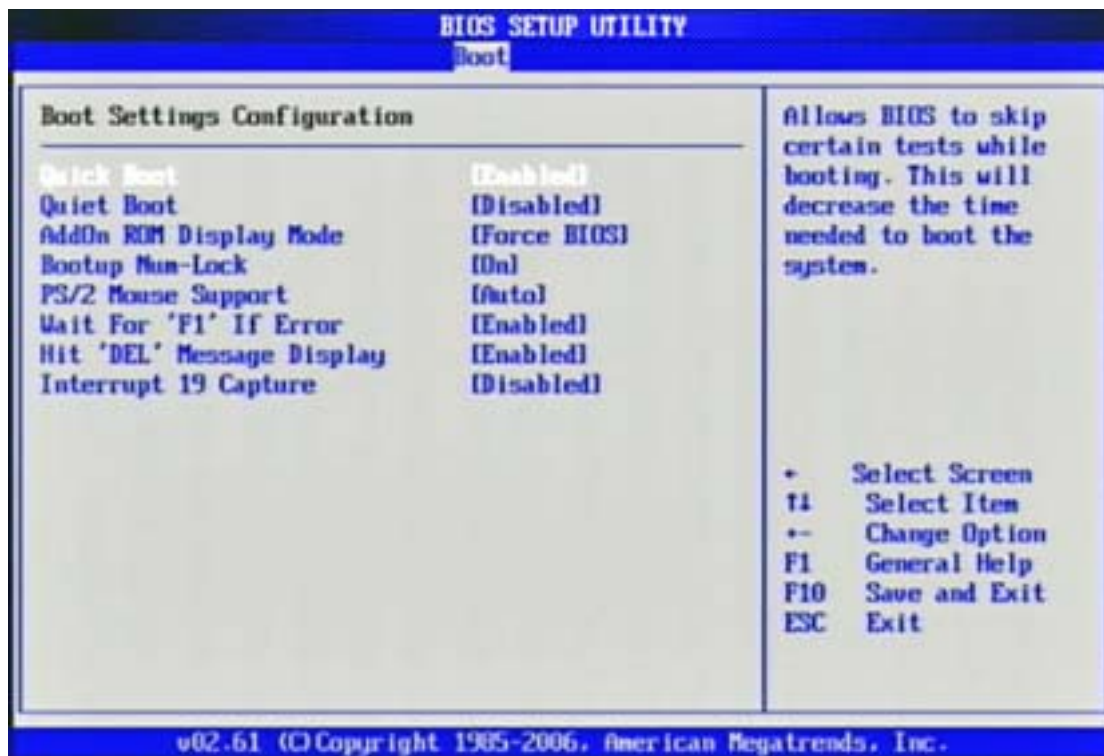 BIOS SETUP UTILITY
Boot
Boot Settings Configuration
Quick Boot [Enabled]
Quiet Boot [Disabled]
AddOn ROM Display Mode [Force BIOS]
Bootup Num-Lock [On]
PS/2 Mouse Support [Auto]
Wait For 'F1' If Error [Enabled]
Hit 'DEL' Message Display [Enabled]
Interrupt 19 Capture [Disabled]
Allows BIOS to skip
certain tests while
booting. This will
decrease the time
needed to boot the
system.
← Select Screen
↑↓ Select Item
+- Change Option
F1 General Help
F10 Save and Exit
ESC Exit
v02.61 (C)Copyright 1985-2006, American Megatrends, Inc.